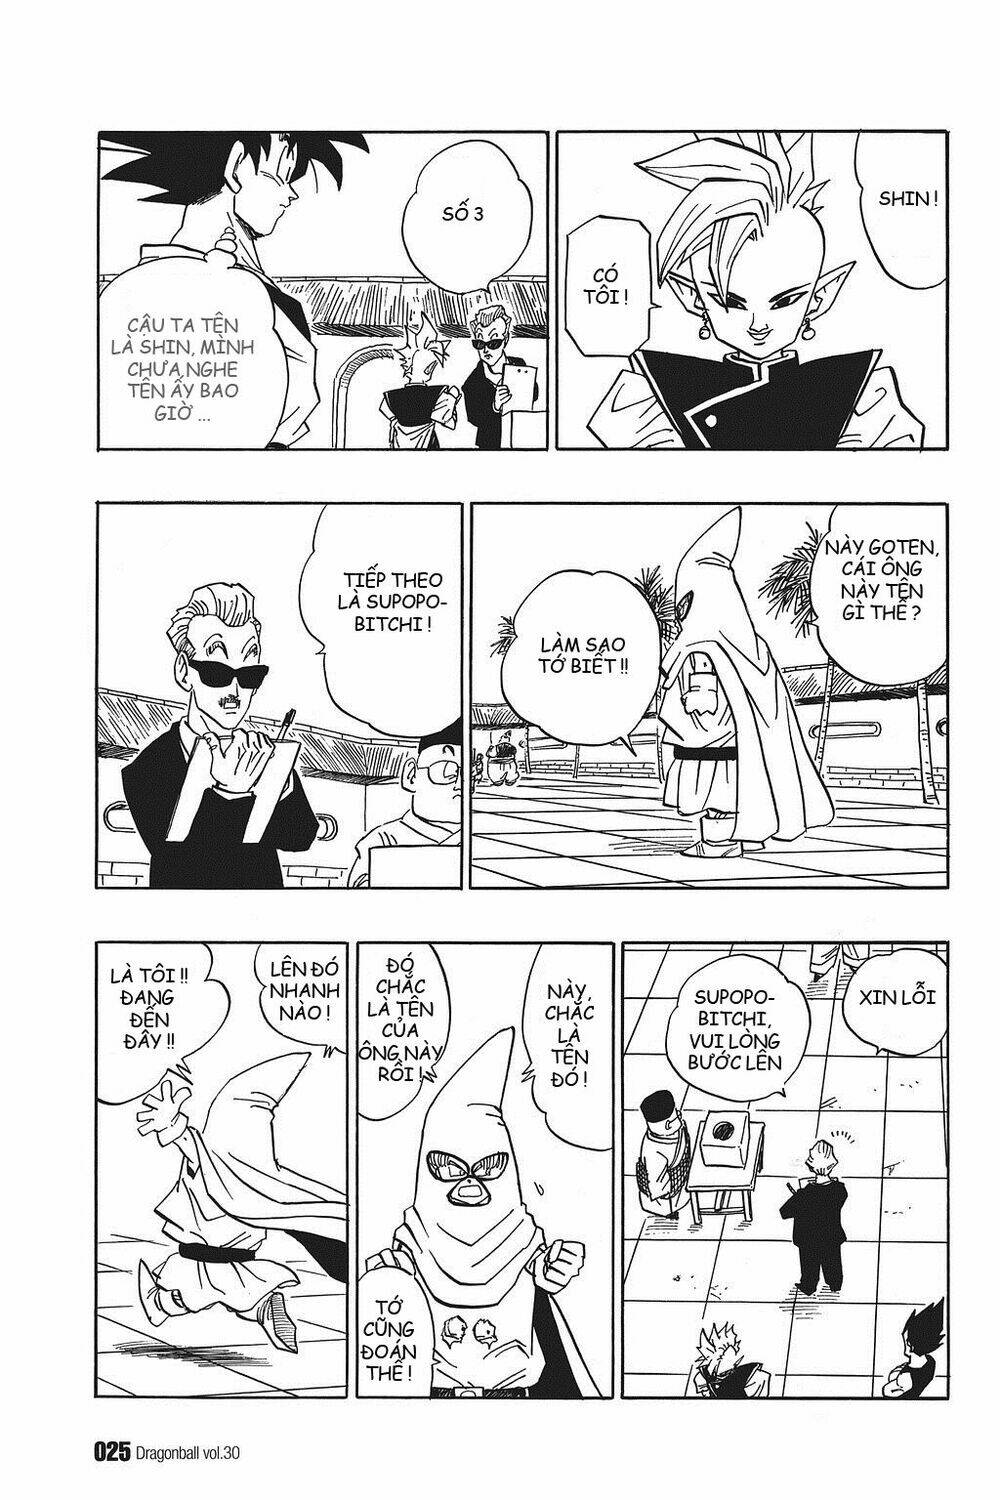 SHIN !
CÓ
TÔI !
SỐ 3
CẬU TA TÊN
LÀ SHIN, MÌNH
CHƯA NGHE
TÊN ẤY BAO
GIỜ ...
NÀY GOTEN,
CÁI ÔNG
NÀY TÊN
GÌ THẾ ?
LÀM SAO
TỚ BIẾT !!
TIẾP THEO
LÀ SUPOPO-
BITCHI !
XIN LỖI
SUPOPO-
BITCHI,
VUI LÒNG
BƯỚC LÊN
NÀY,
CHẮC
LÀ
TÊN
ĐÓ !
ĐÓ
CHẮC
LÀ TÊN
CỦA
ÔNG NÀY
RỒI !
TỚ
CŨNG
ĐOÁN
THẾ !
LÊN ĐÓ
NHANH
NÀO !
LÀ TÔI !!
ĐANG
ĐẾN
ĐÂY !!
025 Dragonball vol.30